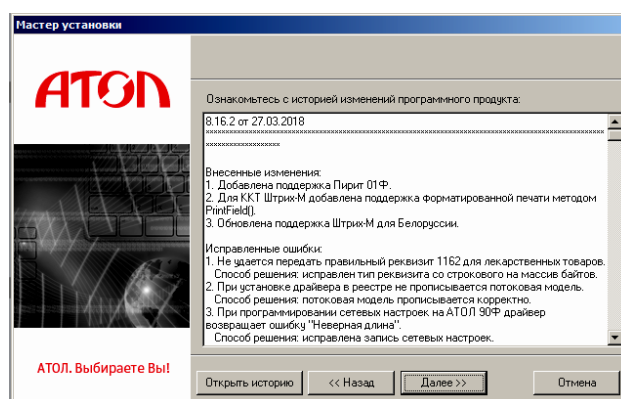 Мастер установки
АТОЛ
Ознакомьтесь с историей изменений программного продукта:
8.16.2 от 27.03.2018
Внесенные изменения:
1. Добавлена поддержка Пирит 01Ф.
2. Для ККТ Штрих-М добавлена поддержка форматированной печати методом
PrintField().
3. Обновлена поддержка Штрих-М для Белоруссии.
Исправленные ошибки:
1. Не удается передать правильный реквизит 1162 для лекарственных товаров.
Способ решения: исправлен тип реквизита со строкового на массив байтов.
2. При установке драйвера в реестре не прописывается потоковая модель.
Способ решения: потоковая модель прописывается корректно.
3. При программировании сетевых настроек на АТОЛ 90Ф драйвер
возвращает ошибку "Неверная длина".
Способ решения: исправлена запись сетевых настроек.
АТОЛ. Выбираете Вы!
Открыть историю << Назад Далее >> Отмена